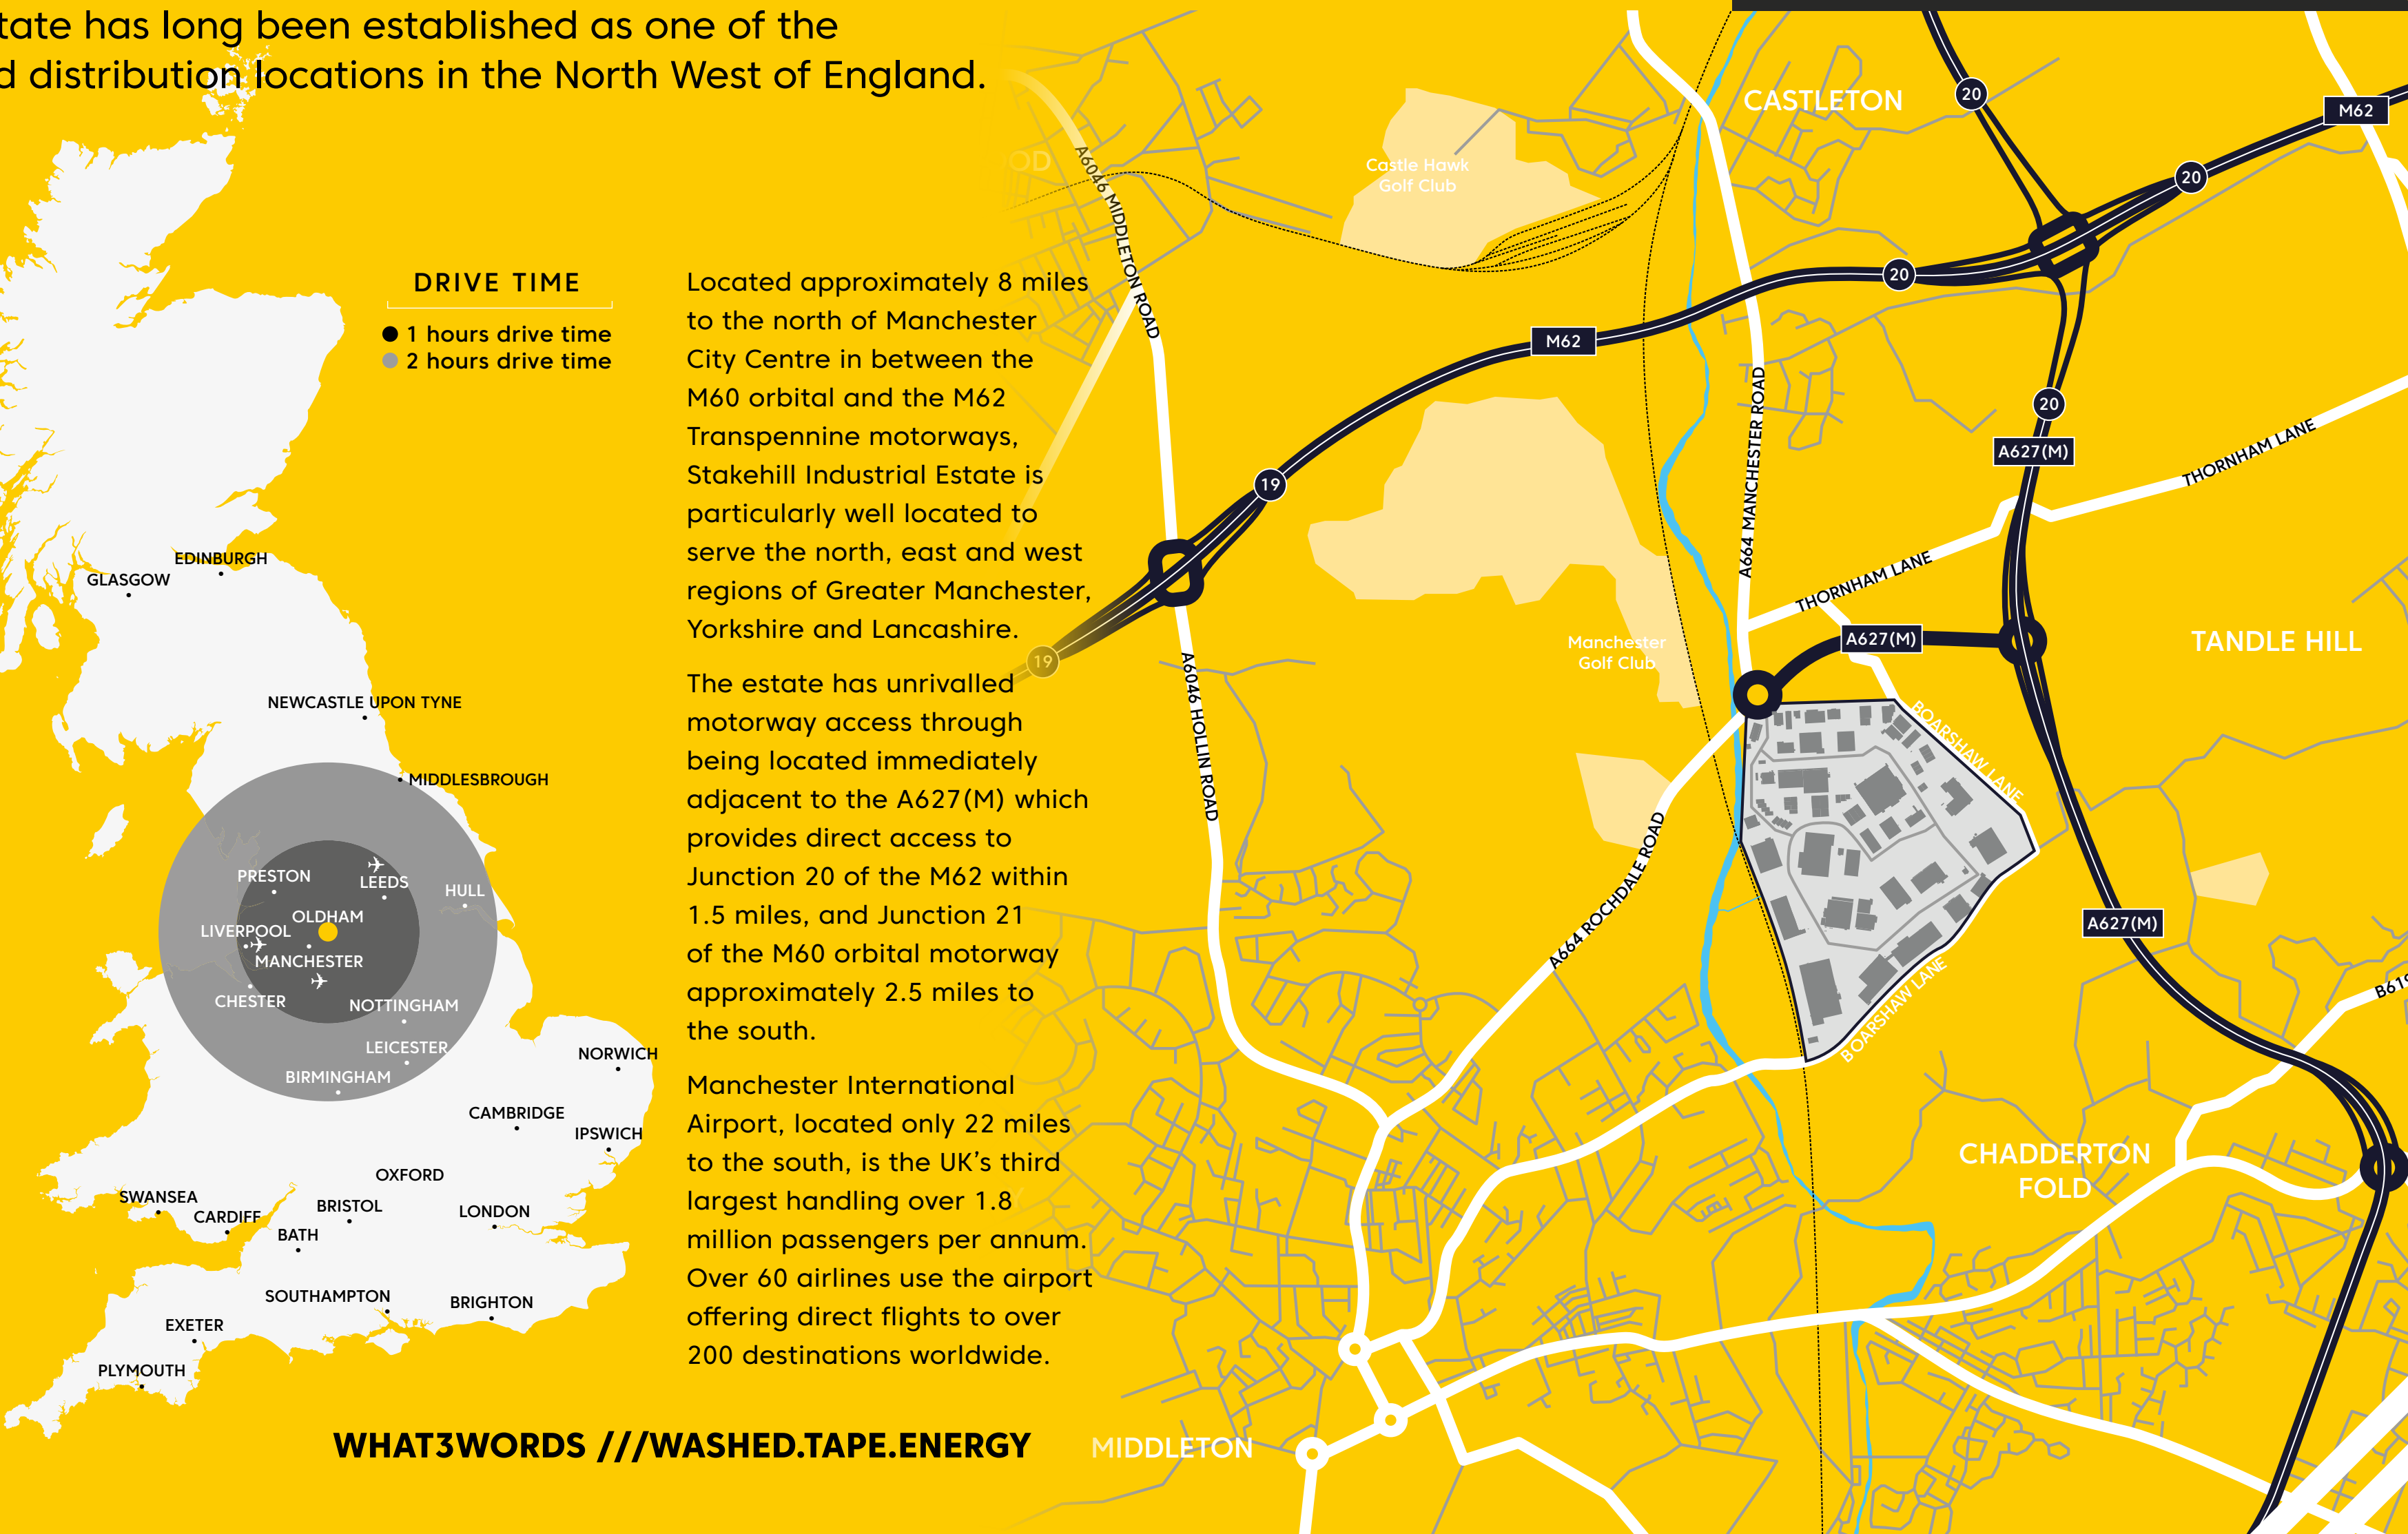 tate has long been established as one of the
d distribution locations in the North West of England.
DRIVE TIME
1 hours drive time
2 hours drive time
EDINBURGH
GLASGOW
NEWCASTLE UPON TYNE
MIDDLESBROUGH
PRESTON
LEEDS
HULL
OLDHAM
LIVERPOOL
MANCHESTER
CHESTER
NOTTINGHAM
LEICESTER
BIRMINGHAM
NORWICH
CAMBRIDGE
IPSWICH
OXFORD
SWANSEA
CARDIFF
BRISTOL
BATH
LONDON
SOUTHAMPTON
BRIGHTON
EXETER
PLYMOUTH
Located approximately 8 miles
to the north of Manchester
City Centre in between the
M60 orbital and the M62
Transpennine motorways,
Stakehill Industrial Estate is
particularly well located to
serve the north, east and west
regions of Greater Manchester,
Yorkshire and Lancashire.
The estate has unrivalled
motorway access through
being located immediately
adjacent to the A627(M) which
provides direct access to
Junction 20 of the M62 within
1.5 miles, and Junction 21
of the M60 orbital motorway
approximately 2.5 miles to
the south.
Manchester International
Airport, located only 22 miles
to the south, is the UK’s third
largest handling over 1.8
million passengers per annum.
Over 60 airlines use the airport
offering direct flights to over
200 destinations worldwide.
WHAT3WORDS ///WASHED.TAPE.ENERGY
OD
A6046 MIDDLETON ROAD
Castle Hawk
Golf Club
CASTLETON
20
M62
20
20
M62
20
A627(M)
19
19
A664 MANCHESTER ROAD
THORNHAM LANE
THORNHAM LANE
A627(M)
TANDLE HILL
Manchester
Golf Club
A6046 HOLLIN ROAD
BOARSHAW LANE
A664 ROCHDALE ROAD
A627(M)
BOARSHAW LANE
B619
CHADDERTON
FOLD
MIDDLETON